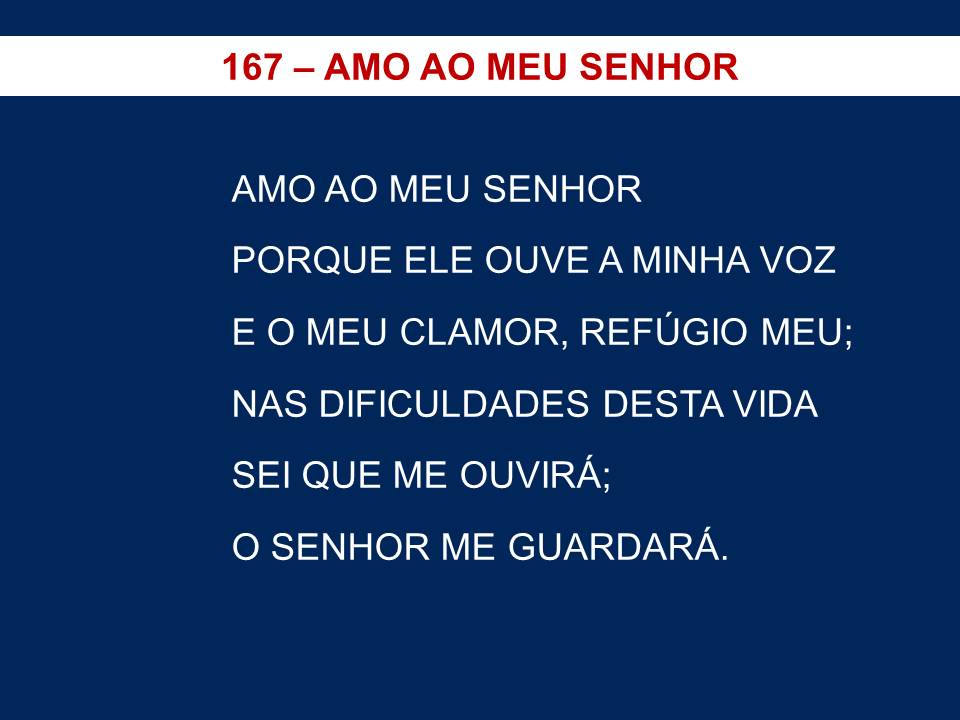 167 – AMO AO MEU SENHOR
AMO AO MEU SENHOR
PORQUE ELE OUVE A MINHA VOZ
E O MEU CLAMOR, REFÚGIO MEU;
NAS DIFICULDADES DESTA VIDA
SEI QUE ME OUVIRÁ;
O SENHOR ME GUARDARÁ.